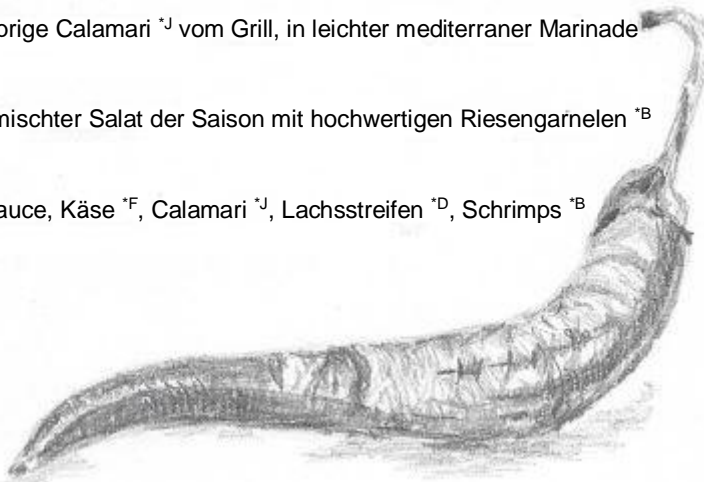 orige Calamari *J vom Grill, in leichter mediterraner Marinade
mischter Salat der Saison mit hochwertigen Riesengarnelen *B
auce, Käse *F, Calamari *J, Lachsstreifen *D, Schrimps *B